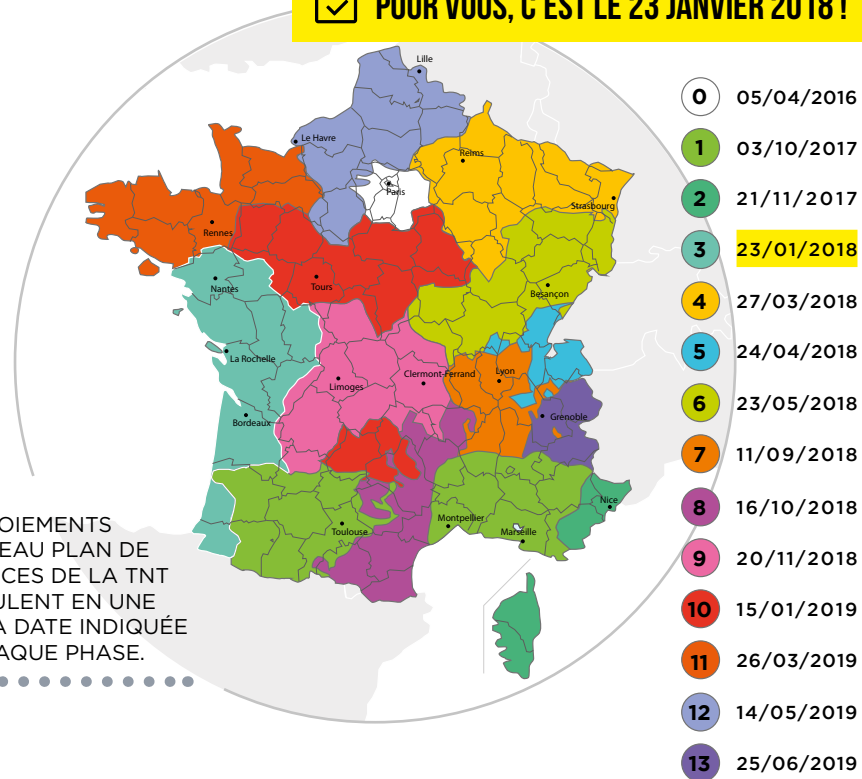 POUR VOUS, C'EST LE 23 JANVIER 2018 !
Lille
Le Havre
Reims
Paris
Strasbourg
Rennes
Nantes
Tours
Besançon
La Rochelle
Limoges
Clermont-Ferrand
Lyon
Bordeaux
Grenoble
Toulouse
Montpellier
Marseille
Nice
0 05/04/2016
1 03/10/2017
2 21/11/2017
3 23/01/2018
4 27/03/2018
5 24/04/2018
6 23/05/2018
7 11/09/2018
8 16/10/2018
9 20/11/2018
10 15/01/2019
11 26/03/2019
12 14/05/2019
13 25/06/2019
OIEMENTS
EAU PLAN DE
CES DE LA TNT
ULENT EN UNE
A DATE INDIQUÉE
AQUE PHASE.